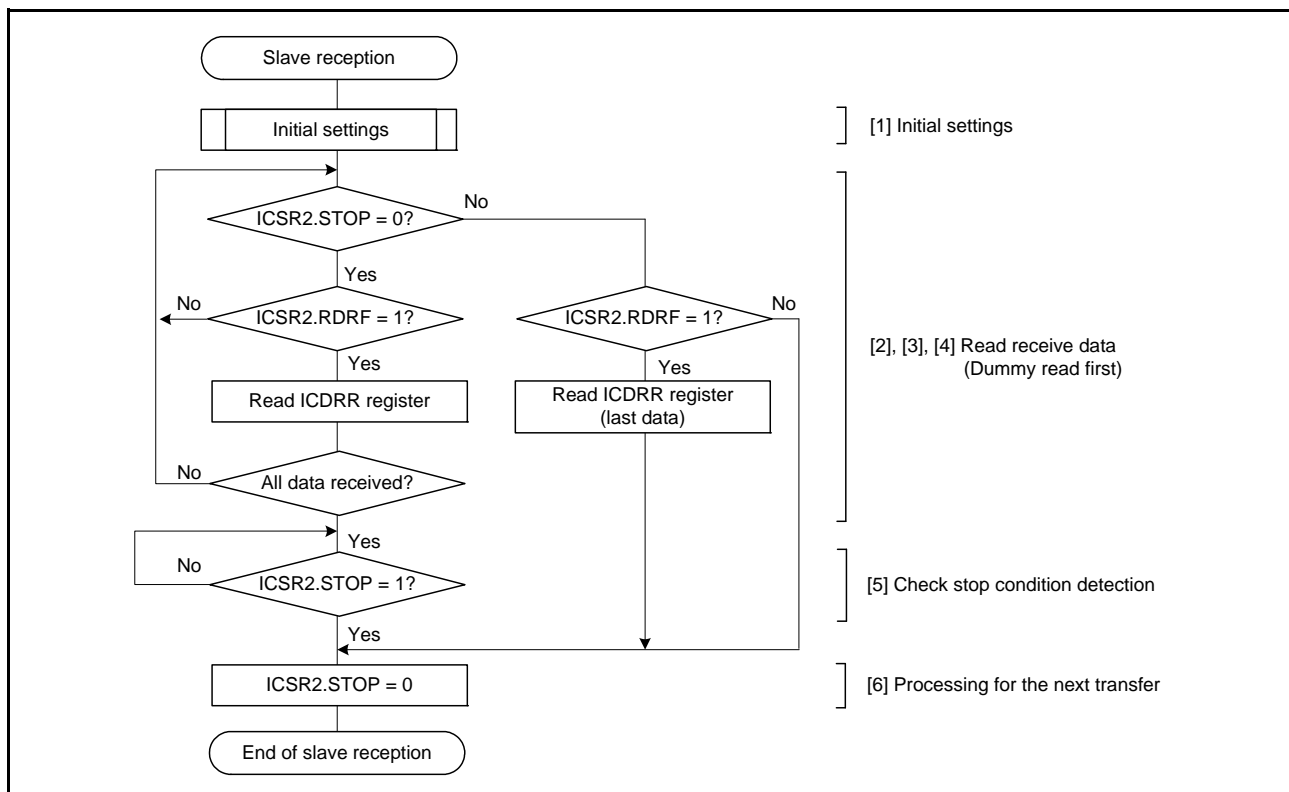 Slave reception
Initial settings
[1] Initial settings
ICSR2.STOP = 0?
No
Yes
No
ICSR2.RDRF = 1?
ICSR2.RDRF = 1?
No
[2], [3], [4] Read receive data
(Dummy read first)
Yes
Yes
Read ICDRR register
Read ICDRR register
(last data)
No
All data received?
Yes
No
ICSR2.STOP = 1?
[5] Check stop condition detection
Yes
ICSR2.STOP = 0
[6] Processing for the next transfer
End of slave reception